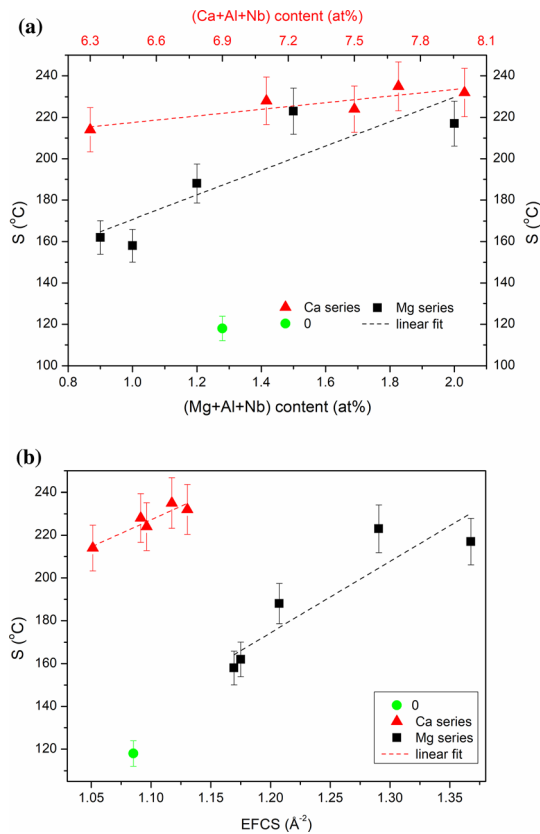 (a)
(Ca+Al+Nb) content (at%)
6.3 6.6 6.9 7.2 7.5 7.8 8.1
240 240
220 220
200 200
180 180
160 160
140 140
120 120
100 100
S (°C)
S (°C)
Ca series Mg series
0 linear fit
0.8 1.0 1.2 1.4 1.6 1.8 2.0
(Mg+Al+Nb) content (at%)
(b)
240
220
200
180
160
140
120
S (°C)
0
Ca series
Mg series
linear fit
1.05 1.10 1.15 1.20 1.25 1.30 1.35
EFCS (Å⁻²)